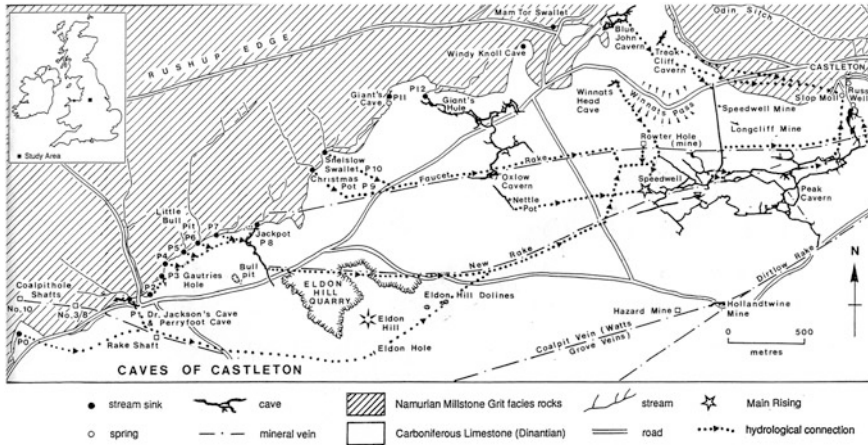 Study Area
RUSHUP EDGE
Mam Tor Swallet
Windy Knoll Cave
Blue John Cavern
Treak Cliff Cavern
Odin Sitch
CASTLETON
Giant's Cave
P11
P12
Giant's Hole
Winnats Head Cave
Winnats Pass
Slop Moll
Speedwell Mine
Longcliff Mine
Rowter Hole (mine)
Snelslow Swallet
P10
Christmas Pot P9
Faucet Rake
Oxlow Cavern
Nettle Pot
Speedwell
Peak Cavern
Little Bull Pit
P7
P6
P5
P4
P3
P2
Gautries Hole
Jackpot P8
Bull pit
New Rake
Dirtlow Rake
N
Coalpithole Shafts
No.10
No.3/8
P0
P1, Dr. Jackson's Cave & Perryfoot Cave
Rake Shaft
ELDON HILL QUARRY
Eldon Hill
Eldon Hill Dolines
Eldon Hole
Hazard Mine
Hollandtwine Mine
Coalpit Vein (Watts Grove Veins)
0 500
metres
CAVES OF CASTLETON
stream sink
cave
Namurian Millstone Grit facies rocks
stream
Main Rising
spring
mineral vein
Carboniferous Limestone (Dinantian)
road
hydrological connection